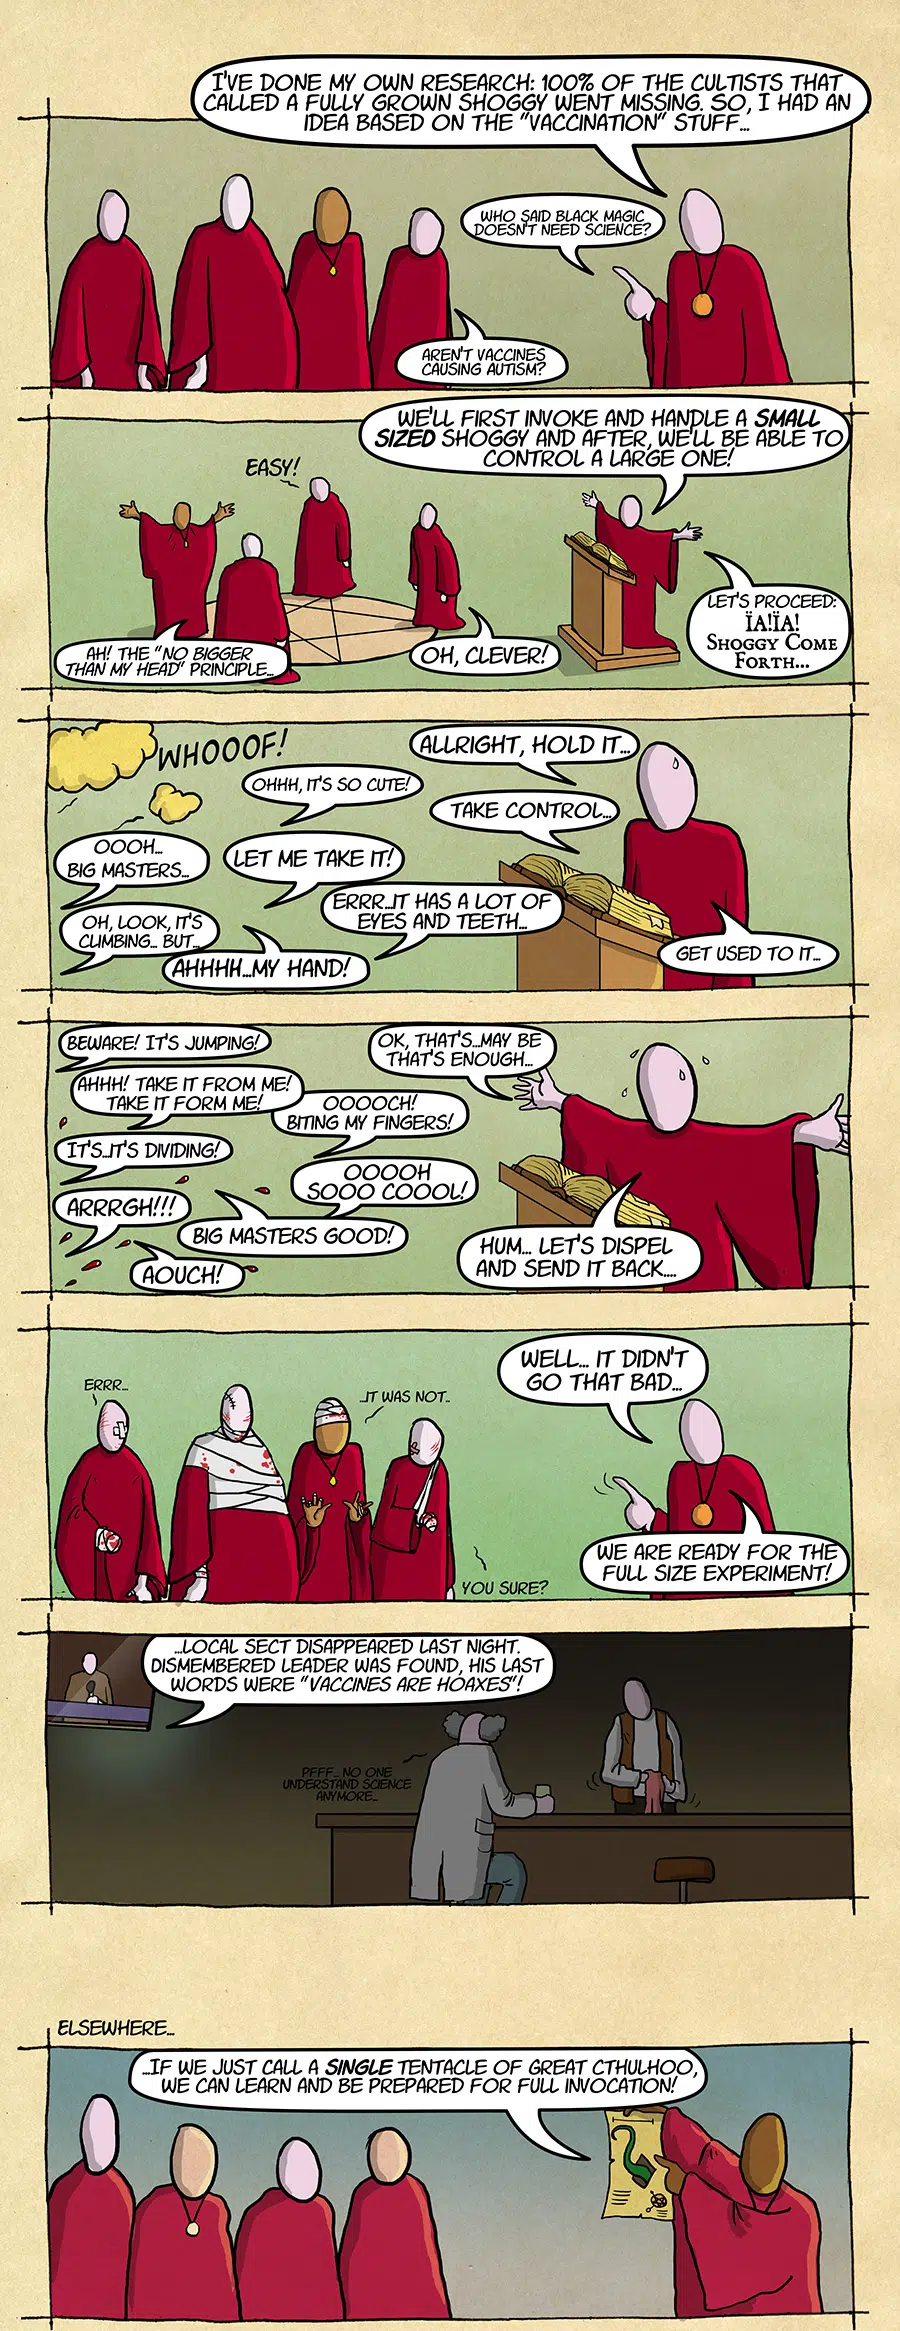 I'VE DONE MY OWN RESEARCH: 100% OF THE CULTISTS THAT
CALLED A FULLY GROWN SHOGGY WENT MISSING. SO, I HAD AN
IDEA BASED ON THE "VACCINATION" STUFF...
WHO SAID BLACK MAGIC
DOESN'T NEED SCIENCE?
AREN'T VACCINES
CAUSING AUTISM?
WE'LL FIRST INVOKE AND HANDLE A SMALL
SIZED SHOGGY AND AFTER, WE'LL BE ABLE TO
CONTROL A LARGE ONE!
EASY!
AH! THE "NO BIGGER
THAN MY HEAD" PRINCIPLE...
OH, CLEVER!
LET'S PROCEED:
ÏA!ÏA!
SHOGGY COME
FORTH...
WHOOOF!
ALLRIGHT, HOLD IT...
OHHH, IT'S SO CUTE!
TAKE CONTROL...
OOOH...
BIG MASTERS...
LET ME TAKE IT!
ERRR...IT HAS A LOT OF
EYES AND TEETH...
OH, LOOK, IT'S
CLIMBING... BUT...
AHHHH...MY HAND!
GET USED TO IT...
BEWARE! IT'S JUMPING!
OK, THAT'S...MAY BE
THAT'S ENOUGH...
AHHH! TAKE IT FROM ME!
TAKE IT FORM ME!
OOOOCH!
BITING MY FINGERS!
IT'S...IT'S DIVIDING!
OOOOH
SOOO COOOL!
ARRRGH!!!
BIG MASTERS GOOD!
AOUCH!
HUM... LET'S DISPEL
AND SEND IT BACK....
WELL... IT DIDN'T
GO THAT BAD...
ERRR...
...IT WAS NOT..
YOU SURE?
WE ARE READY FOR THE
FULL SIZE EXPERIMENT!
...LOCAL SECT DISAPPEARED LAST NIGHT.
DISMEMBERED LEADER WAS FOUND, HIS LAST
WORDS WERE "VACCINES ARE HOAXES"!
PFFF... NO ONE
UNDERSTAND SCIENCE
ANYMORE...
ELSEWHERE...
...IF WE JUST CALL A SINGLE TENTACLE OF GREAT CTHULHOO,
WE CAN LEARN AND BE PREPARED FOR FULL INVOCATION!